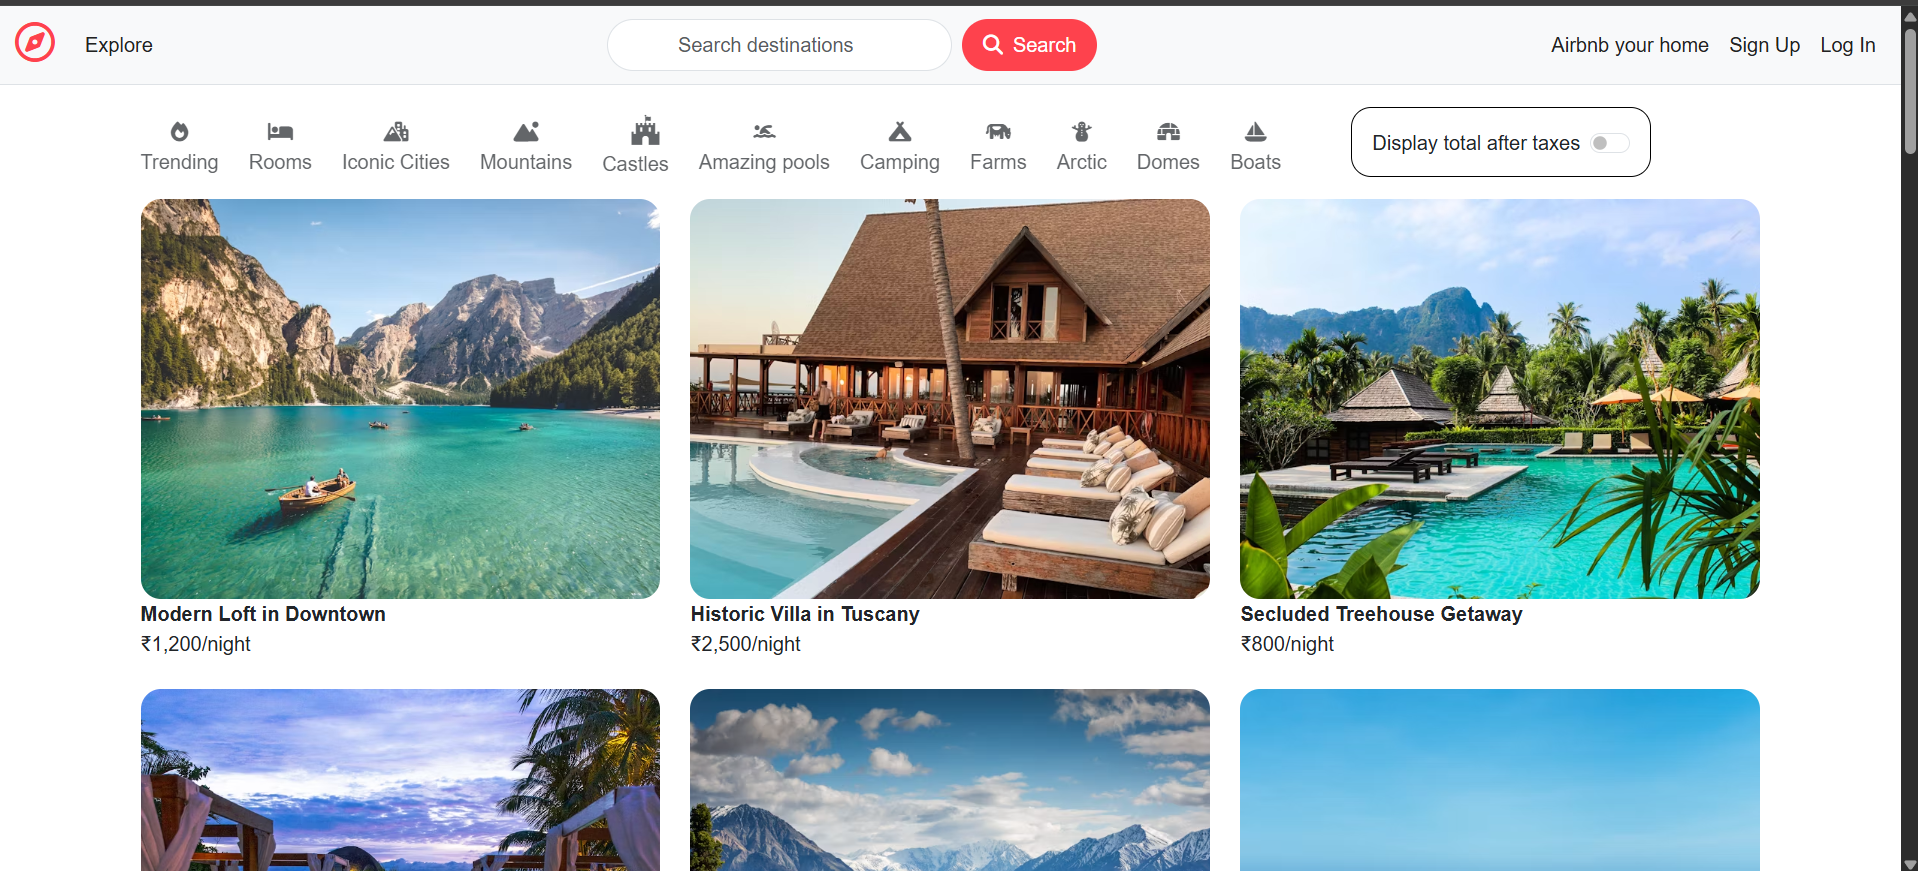 Explore
Search destinations
Search
Airbnb your home
Sign Up
Log In
Trending
Rooms
Iconic Cities
Mountains
Castles
Amazing pools
Camping
Farms
Arctic
Domes
Boats
Display total after taxes
Modern Loft in Downtown
₹1,200/night
Historic Villa in Tuscany
₹2,500/night
Secluded Treehouse Getaway
₹800/night